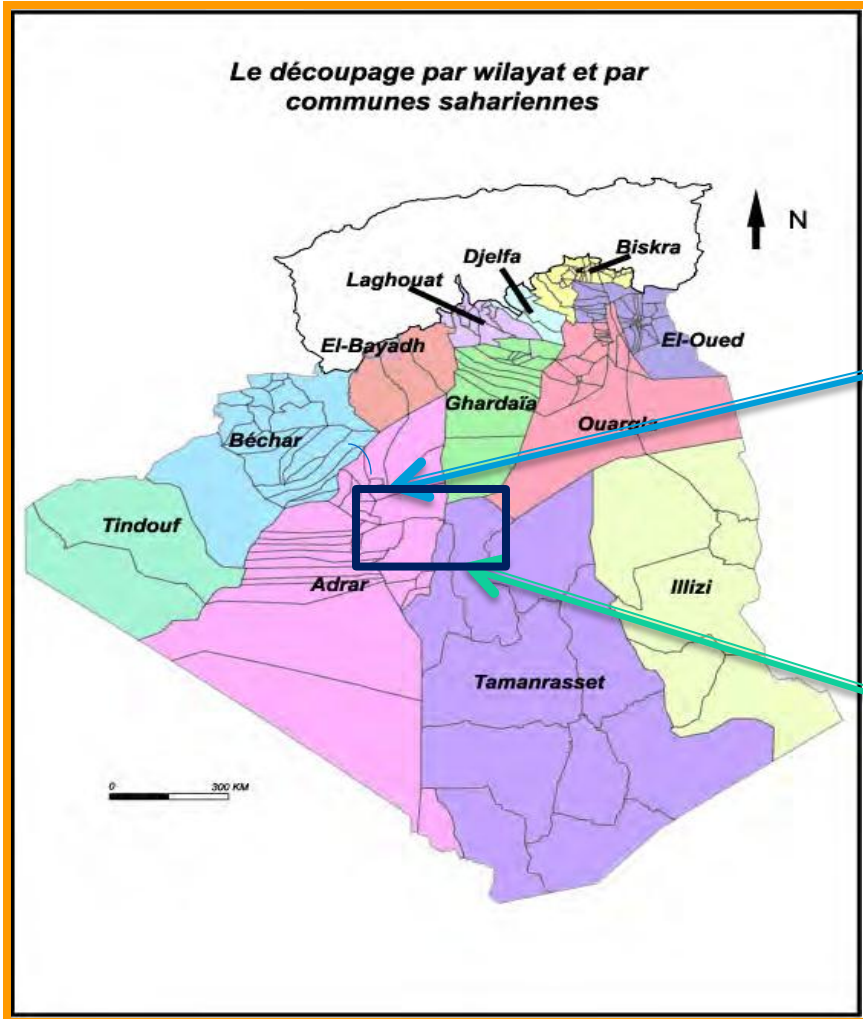 Le découpage par wilayat et par
communes sahariennes
N
Biskra
Djelfa
Laghouat
El-Oued
El-Bayadh
Ghardaïa
Ouargla
Béchar
Tindouf
Adrar
Illizi
Tamanrasset
0 300 KM